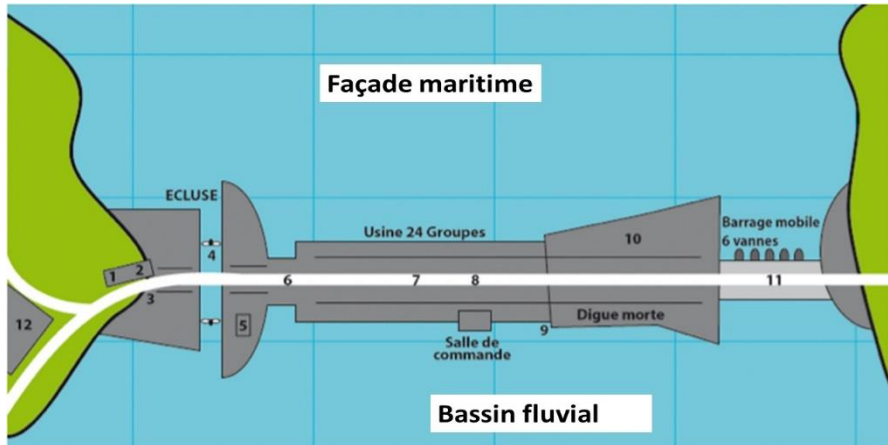 Façade maritime
ECLUSE
Usine 24 Groupes
Barrage mobile
6 vannes
10
4
1 2
6 7 8 11
3
12
5
Digue morte
9
Salle de
commande
Bassin fluvial